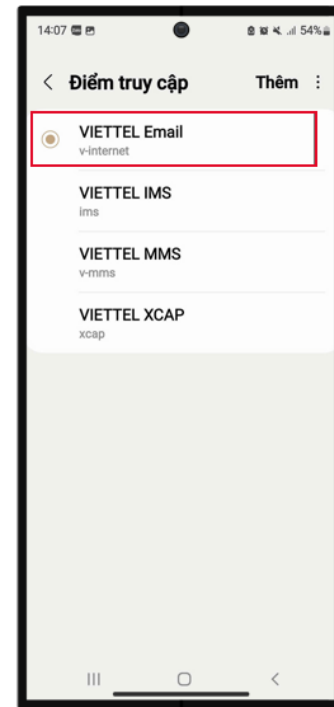 14:07 54%
Điểm truy cập Thêm
VIETTEL Email
v-internet
VIETTEL IMS
ims
VIETTEL MMS
v-mms
VIETTEL XCAP
xcap